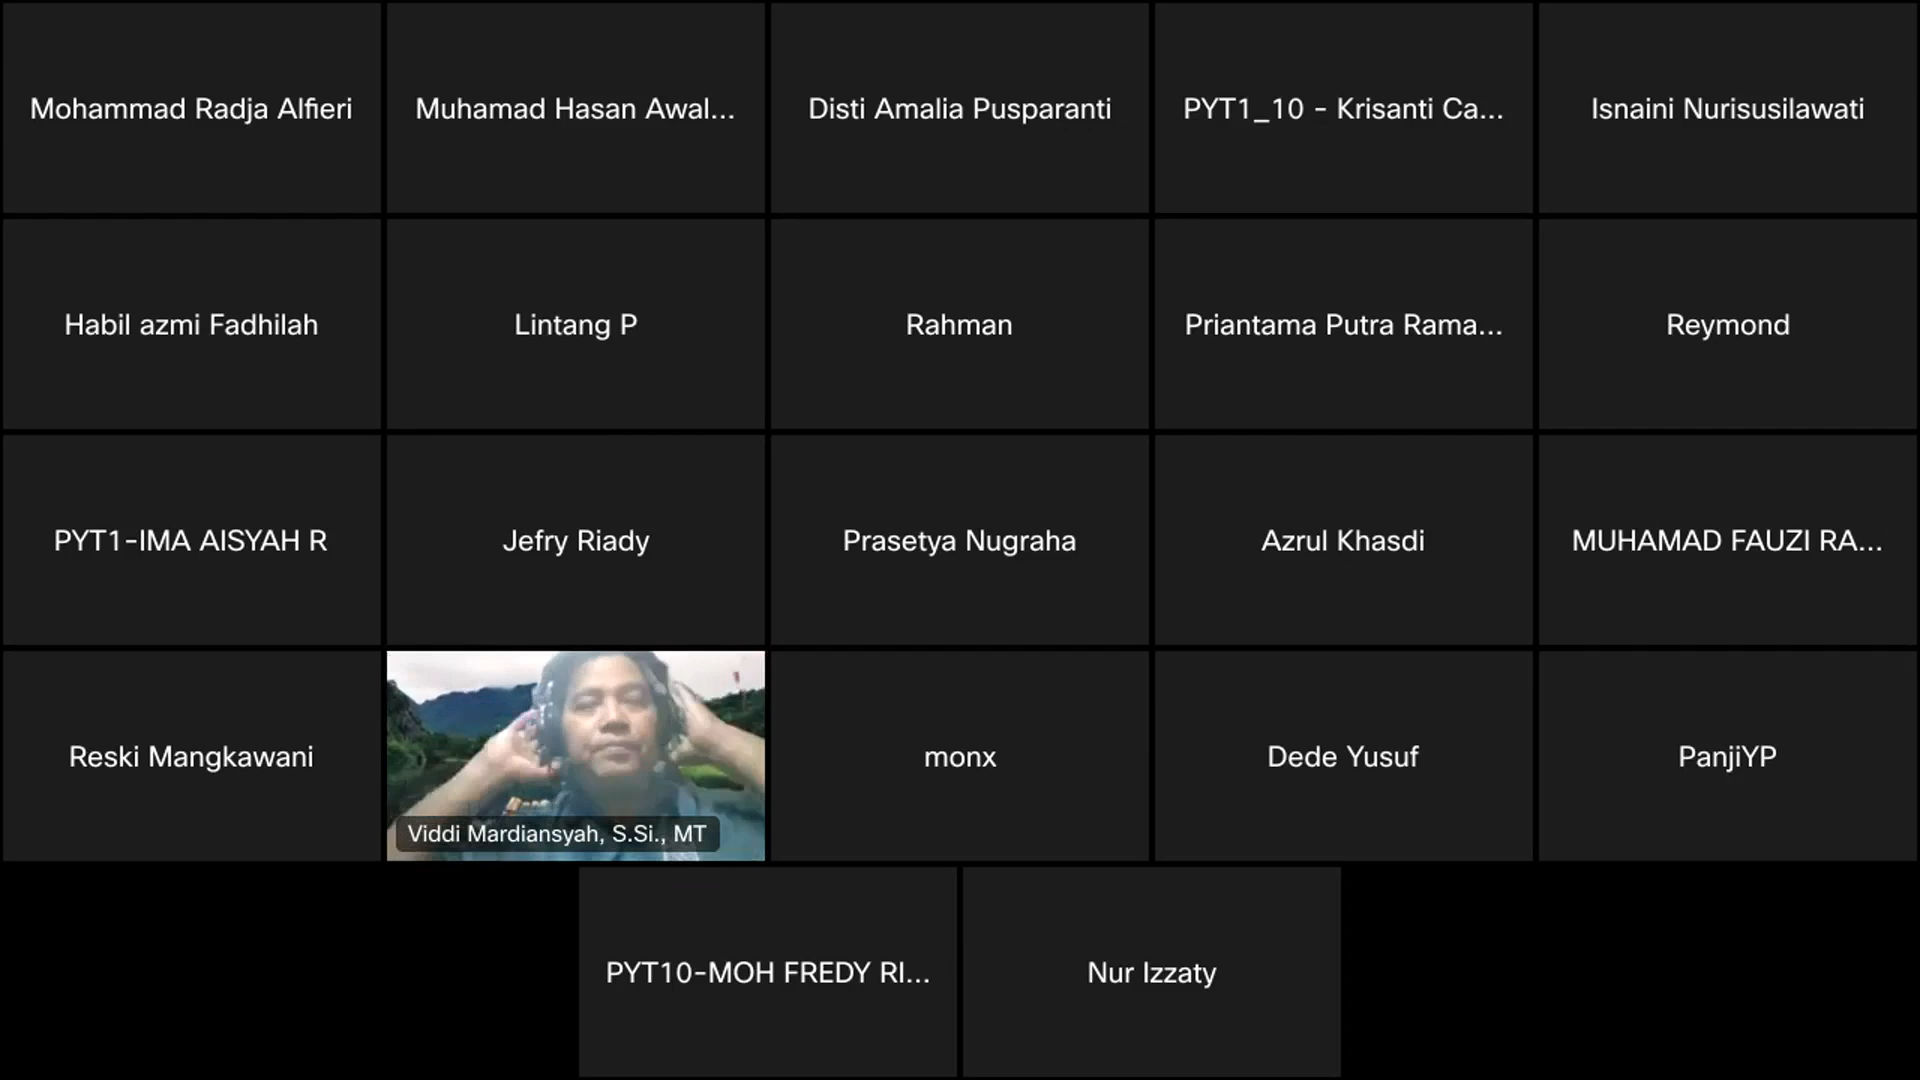 Mohammad Radja Alfieri
Muhamad Hasan Awal...
Disti Amalia Pusparanti
PYT1_10 - Krisanti Ca...
Isnaini Nurisusilawati
Habil azmi Fadhilah
Lintang P
Rahman
Priantama Putra Rama...
Reymond
PYT1-IMA AISYAH R
Jefry Riady
Prasetya Nugraha
Azrul Khasdi
MUHAMAD FAUZI RA...
Reski Mangkawani
Viddi Mardiansyah, S.Si., MT
monx
Dede Yusuf
PanjiYP
PYT10-MOH FREDY RI...
Nur Izzaty